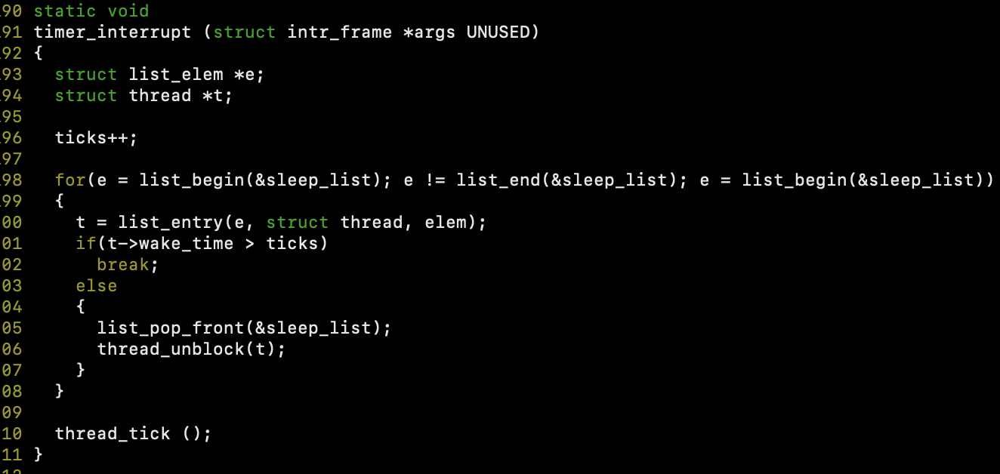 90 static void
91 timer_interrupt (struct intr_frame *args UNUSED)
92 {
93   struct list_elem *e;
94   struct thread *t;
95
96   ticks++;
97
98   for(e = list_begin(&sleep_list); e != list_end(&sleep_list); e = list_begin(&sleep_list))
99   {
00     t = list_entry(e, struct thread, elem);
01     if(t->wake_time > ticks)
02       break;
03     else
04     {
05       list_pop_front(&sleep_list);
06       thread_unblock(t);
07     }
08   }
09
10   thread_tick ();
11 }